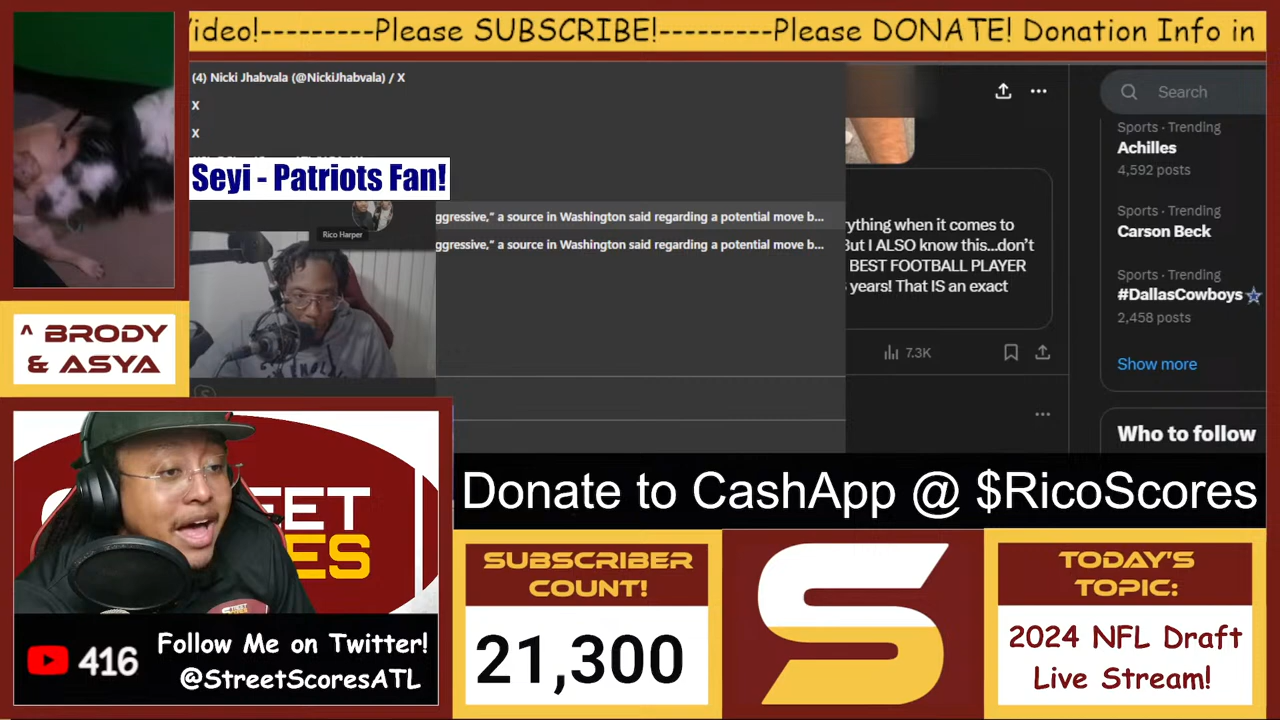 Video!---------Please SUBSCRIBE!---------Please DONATE! Donation Info in
(4) Nicki Jhabvala (@NickiJhabvala) / X
X
X
Seyi - Patriots Fan!
Rico Harper
ggressive," a source in Washington said regarding a potential move b...
ggressive," a source in Washington said regarding a potential move b...
ything when it comes to
But I ALSO know this...don't
BEST FOOTBALL PLAYER
years! That IS an exact
7.3K
Search
Sports · Trending
Achilles
4,592 posts
Sports · Trending
Carson Beck
Sports · Trending
#DallasCowboys
2,458 posts
Show more
Who to follow
^ BRODY
& ASYA
Donate to CashApp @ $RicoScores
416
Follow Me on Twitter!
@StreetScoresATL
SUBSCRIBER
COUNT!
21,300
S
TODAY'S
TOPIC:
2024 NFL Draft
Live Stream!